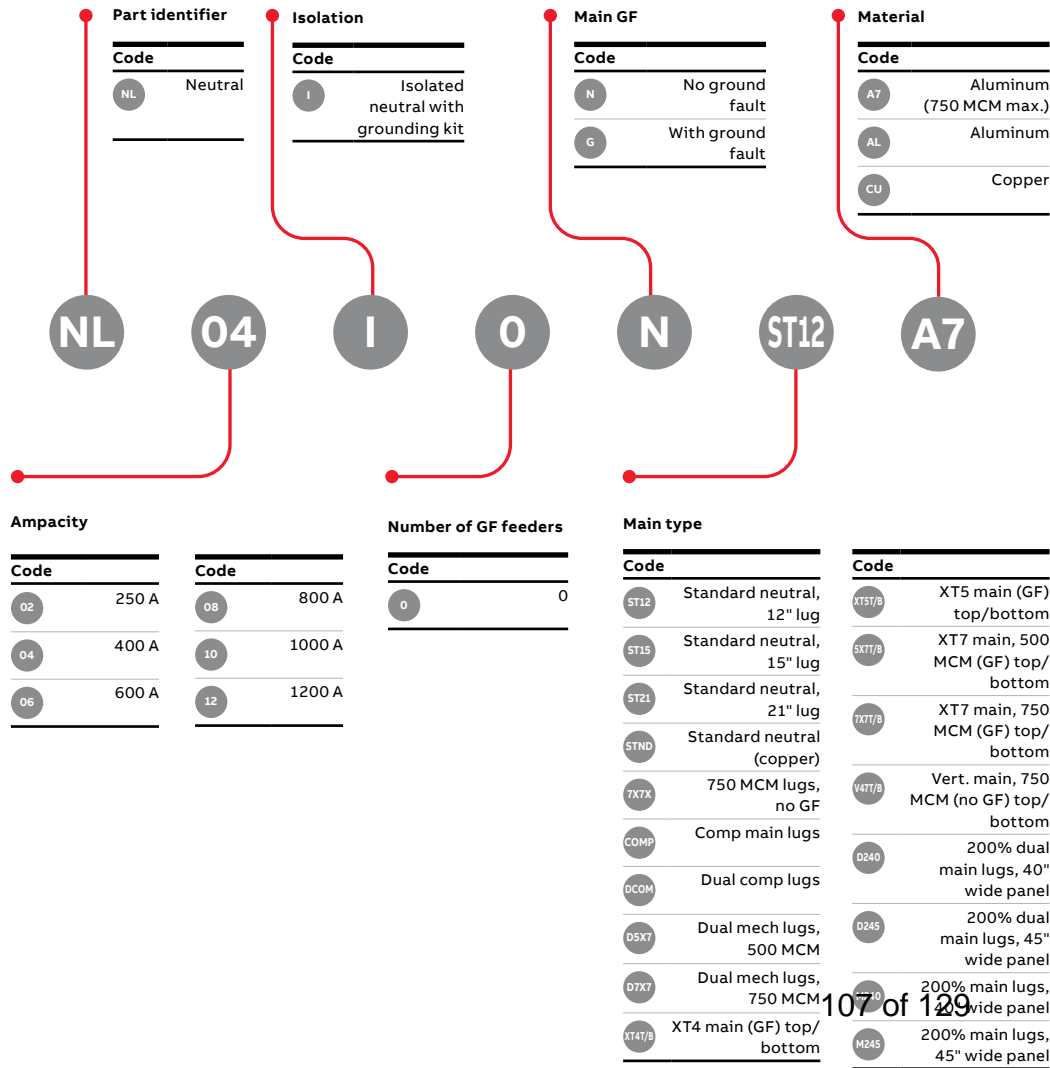 Part identifier
Code
NL Neutral
Isolation
Code
I Isolated
neutral with
grounding kit
Main GF
Code
N No ground
fault
G With ground
fault
Material
Code
A7 Aluminum
(750 MCM max.)
AL Aluminum
CU Copper
NL 04 I 0 N ST12 A7
Ampacity
Code
02 250 A
04 400 A
06 600 A
Code
08 800 A
10 1000 A
12 1200 A
Number of GF feeders
Code
0 0
Main type
Code
ST12 Standard neutral,
12" lug
ST15 Standard neutral,
15" lug
ST21 Standard neutral,
21" lug
STND Standard neutral
(copper)
7X7X 750 MCM lugs,
no GF
COMP Comp main lugs
DCOM Dual comp lugs
D5X7 Dual mech lugs,
500 MCM
D7X7 Dual mech lugs,
750 MCM
XT4T/B XT4 main (GF) top/
bottom
Code
XT5T/B XT5 main (GF)
top/bottom
5X7T/B XT7 main, 500
MCM (GF) top/
bottom
7X7T/B XT7 main, 750
MCM (GF) top/
bottom
V47T/B Vert. main, 750
MCM (no GF) top/
bottom
D240 200% dual
main lugs, 40"
wide panel
D245 200% dual
main lugs, 45"
wide panel
200% main lugs,
40" wide panel
M245 200% main lugs,
45" wide panel
107 of 129